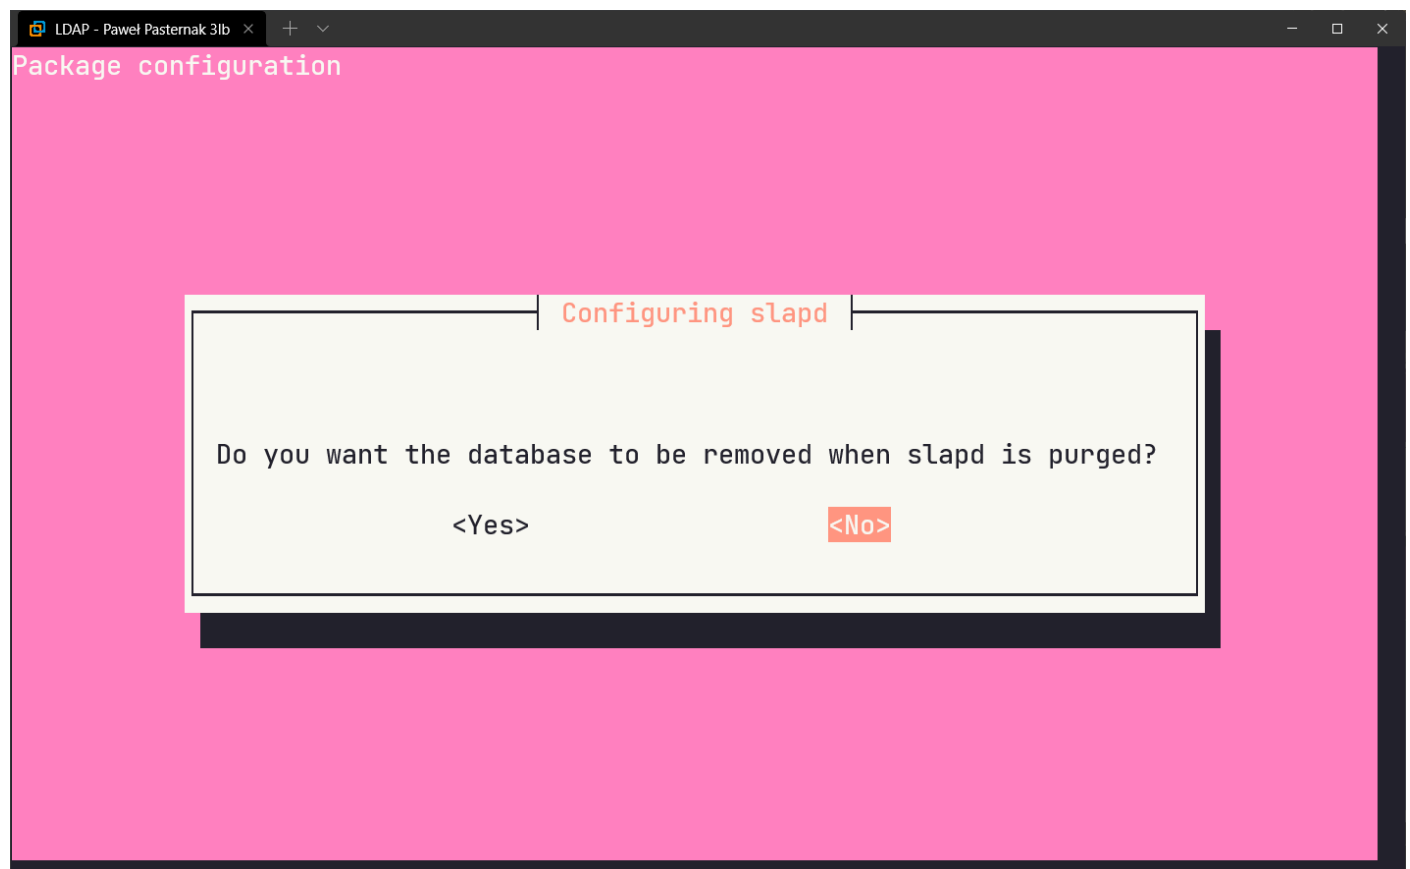 LDAP - Paweł Pasternak 3lb
Package configuration
Configuring slapd
Do you want the database to be removed when slapd is purged?
<Yes> <No>